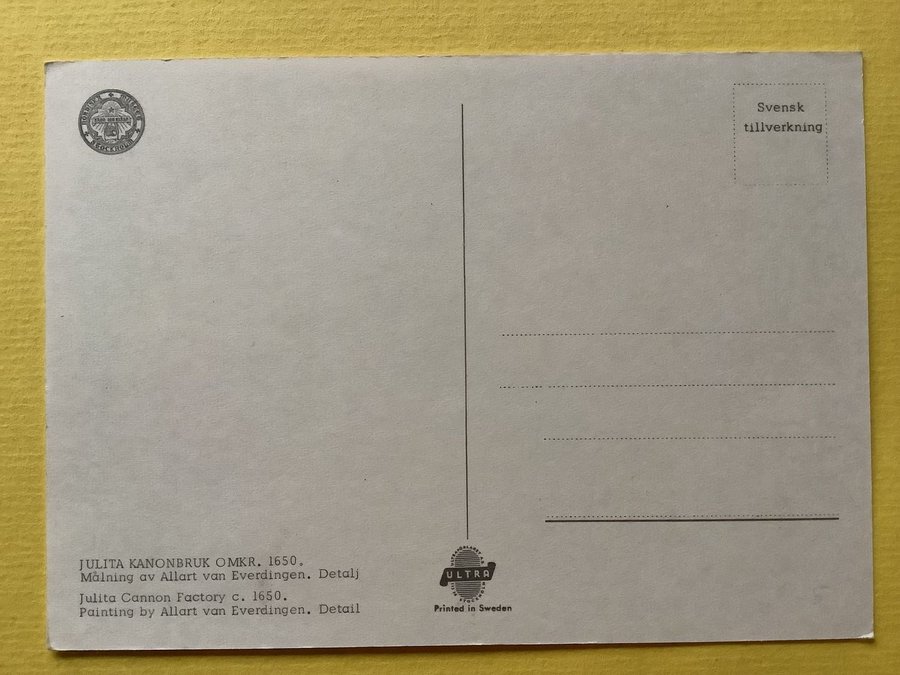 STOCKHOLM
Svensk
tillverkning
JULITA KANONBRUK OMKR. 1650.
Målning av Allart van Everdingen. Detalj
Julita Cannon Factory c. 1650.
Painting by Allart van Everdingen. Detail
ULTRA
Printed in Sweden